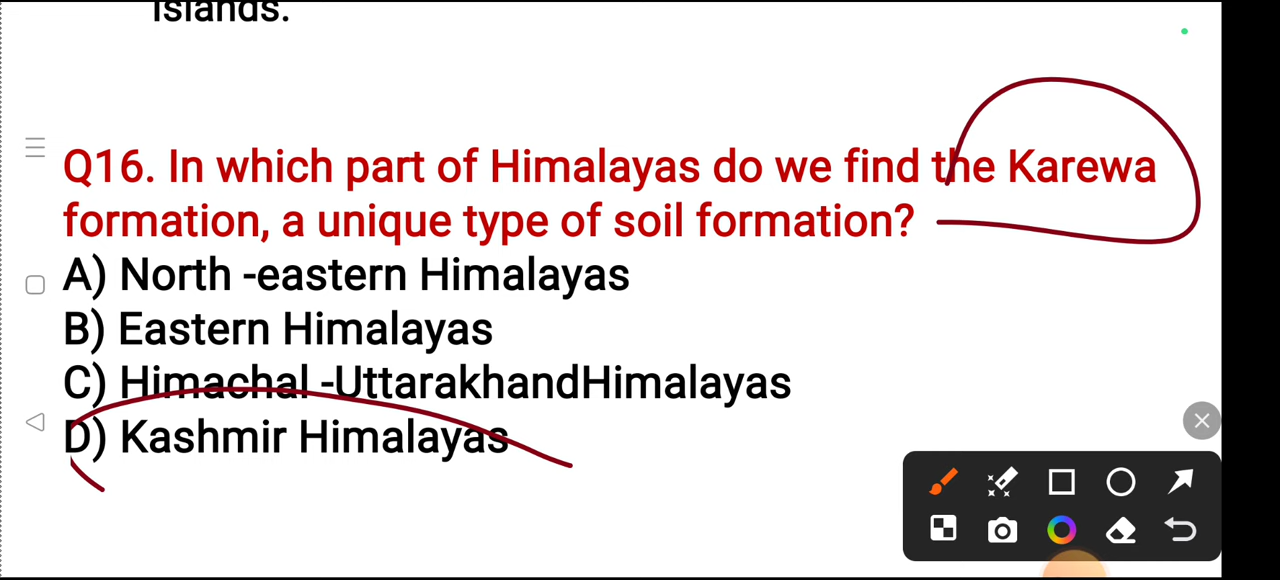 islands.
Q16. In which part of Himalayas do we find the Karewa
formation, a unique type of soil formation?
A) North -eastern Himalayas
B) Eastern Himalayas
C) Himachal -UttarakhandHimalayas
D) Kashmir Himalayas